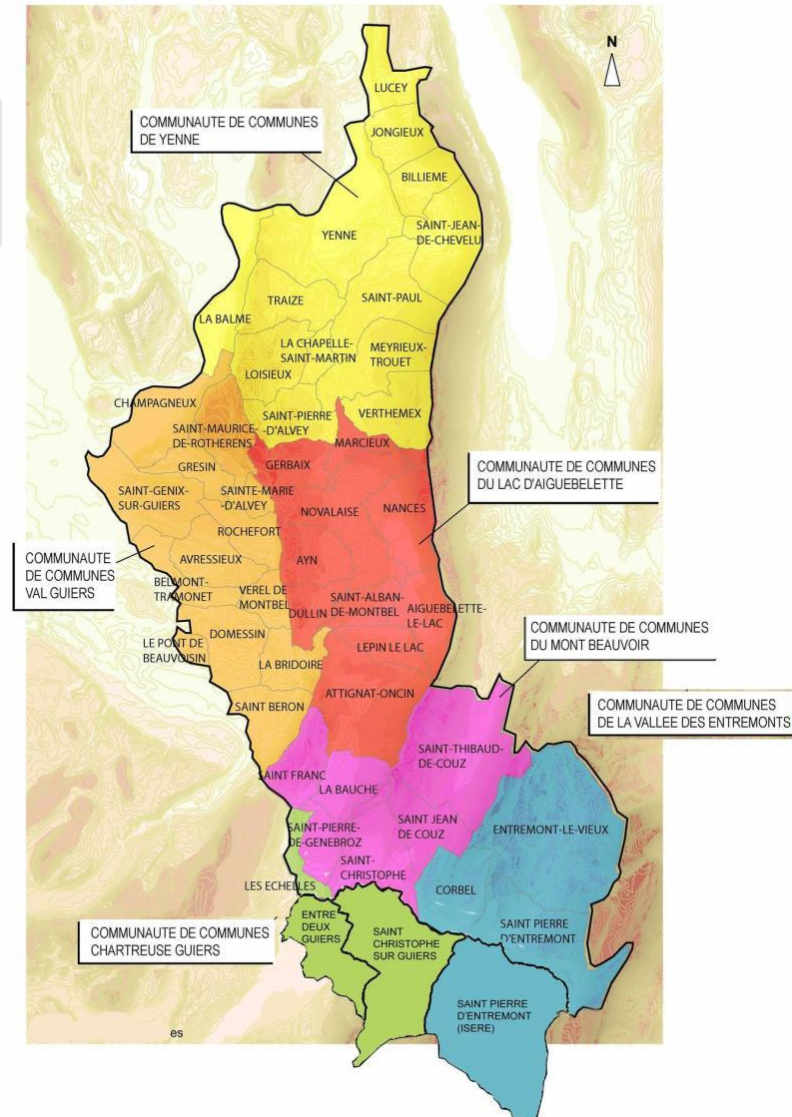 N
LUCEY
COMMUNAUTE DE COMMUNES
DE YENNE
JONGIEUX
BILLIEME
SAINT-JEAN-
DE-CHEVELU
YENNE
TRAIZE
SAINT-PAUL
LA BALME
LA CHAPELLE-
SAINT-MARTIN
MEYRIEUX-
TROUET
LOISIEUX
CHAMPAGNEUX
SAINT-PIERRE
-D'ALVEY
VERTHEMEX
SAINT-MAURICE-
DE-ROTHERENS
MARCIEUX
GRESIN
GERBAIX
COMMUNAUTE DE COMMUNES
DU LAC D'AIGUEBELETTE
SAINT-GENIX-
SUR-GUIERS
SAINTE-MARIE
-D'ALVEY
NOVALAISE
NANCES
ROCHEFORT
COMMUNAUTE
DE COMMUNES
VAL GUIERS
AVRESSIEUX
AYN
BELMONT-
TRAMONET
VEREL DE
MONTBEL
DULLIN
SAINT-ALBAN-
DE-MONTBEL
AIGUEBELETTE-
LE-LAC
COMMUNAUTE DE COMMUNES
DU MONT BEAUVOIR
LE PONT DE
BEAUVOISIN
DOMESSIN
LEPIN LE LAC
LA BRIDOIRE
ATTIGNAT-ONCIN
COMMUNAUTE DE COMMUNES
DE LA VALLEE DES ENTREMONTS
SAINT BERON
SAINT-THIBAUD-
DE-COUZ
SAINT FRANC
LA BAUCHE
SAINT-PIERRE-
DE-GENEBROZ
SAINT JEAN
DE COUZ
ENTREMONT-LE-VIEUX
SAINT-
CHRISTOPHE
LES ECHELLES
CORBEL
COMMUNAUTE DE COMMUNES
CHARTREUSE GUIERS
ENTRE
DEUX
GUIERS
SAINT
CHRISTOPHE
SUR GUIERS
SAINT PIERRE
D'ENTREMONT
SAINT PIERRE
D'ENTREMONT
(ISERE)
es